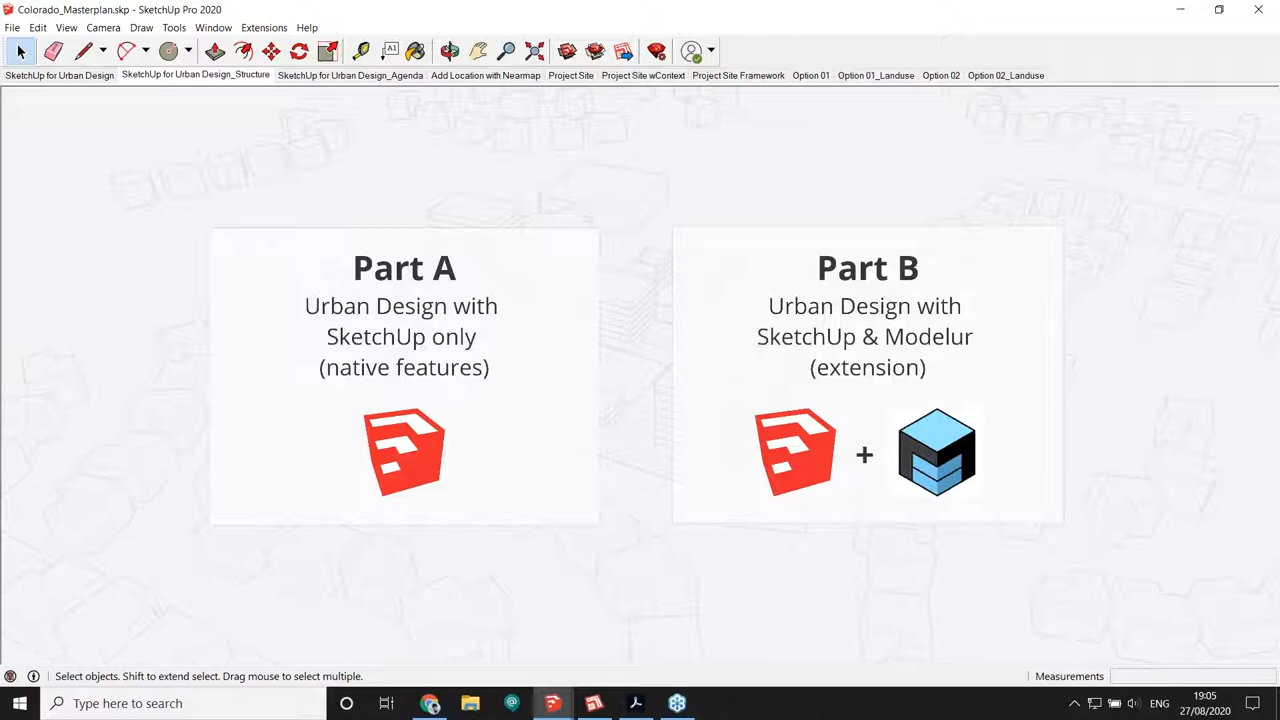 Colorado_Masterplan.skp - SketchUp Pro 2020
File Edit View Camera Draw Tools Window Extensions Help
SketchUp for Urban Design SketchUp for Urban Design_Structure SketchUp for Urban Design_Agenda Add Location with Nearmap Project Site Project Site wContext Project Site Framework Option 01 Option 01_Landuse Option 02 Option 02_Landuse
Part A
Urban Design with
SketchUp only
(native features)
Part B
Urban Design with
SketchUp & Modelur
(extension)
+
Select objects. Shift to extend select. Drag mouse to select multiple.
Measurements
Type here to search
ENG
19:05
27/08/2020